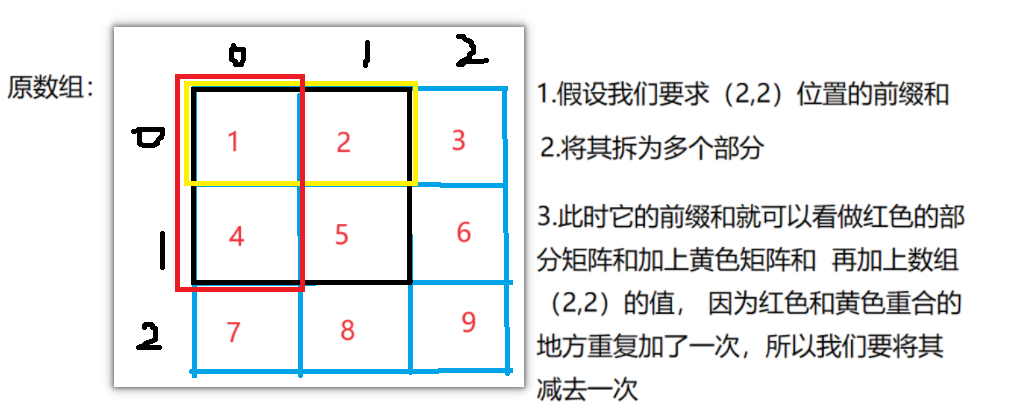 0 1 2
原数组：
0 1 2 3
1 4 5 6
2 7 8 9
1.假设我们要求（2,2）位置的前缀和
2.将其拆为多个部分
3.此时它的前缀和就可以看做红色的部
分矩阵和加上黄色矩阵和 再加上数组
（2,2）的值， 因为红色和黄色重合的
地方重复加了一次，所以我们要将其
减去一次